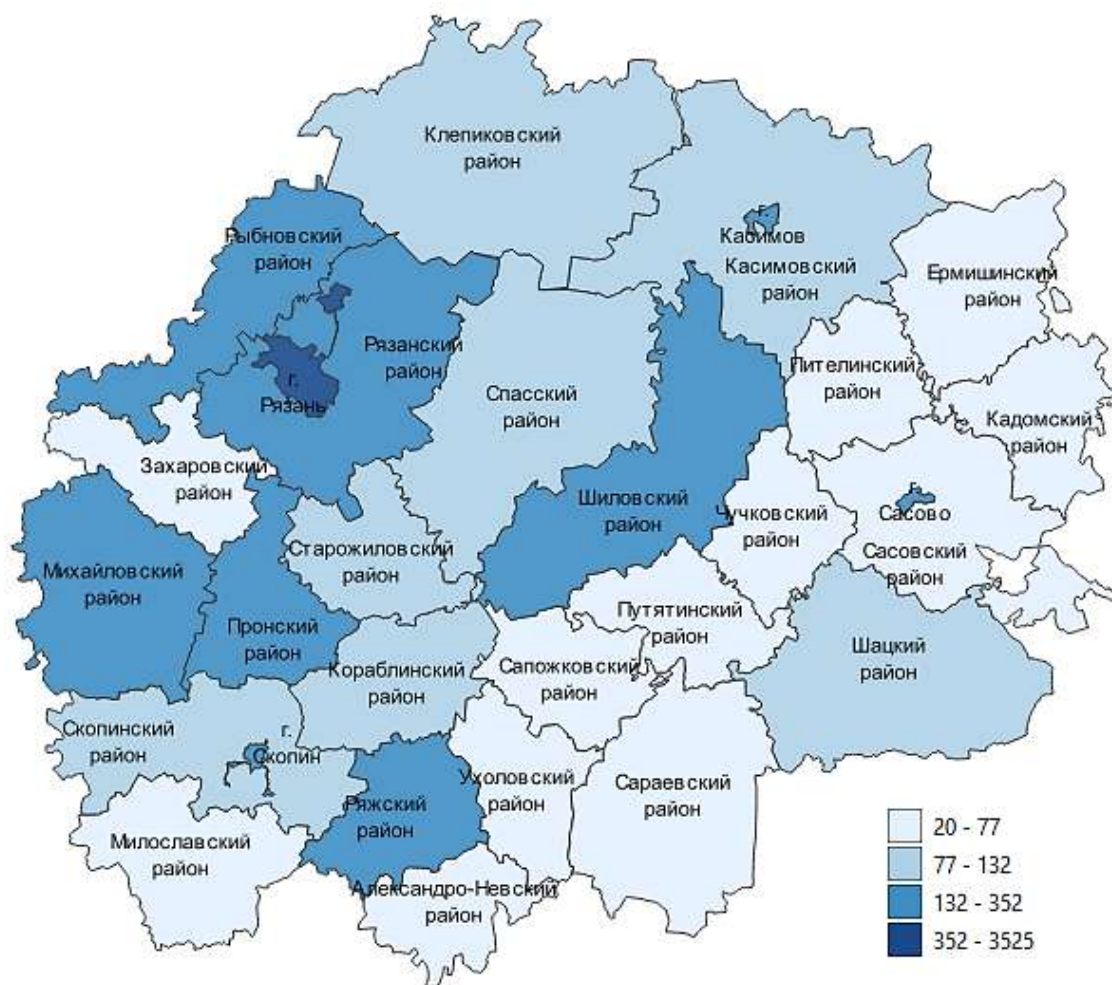 Клепиковский
район
г.
Касимов
Касимовский
район
Рыбновский
район
Ермишинский
район
Рязанский
район
г.
Рязань
Спасский
район
Пителинский
район
Кадомский
район
Захаровский
район
Шиловский
район
Чучковский
район
г.
Сасово
Сасовский
район
Старожиловский
район
Михайловский
район
Пронский
район
Путятинский
район
Шацкий
район
Кораблинский
район
Сапожковский
район
Скопинский
район
г.
Скопин
Ряжский
район
Ухоловский
район
Сараевский
район
Милославский
район
Александро-Невский
район
20 - 77
77 - 132
132 - 352
352 - 3525